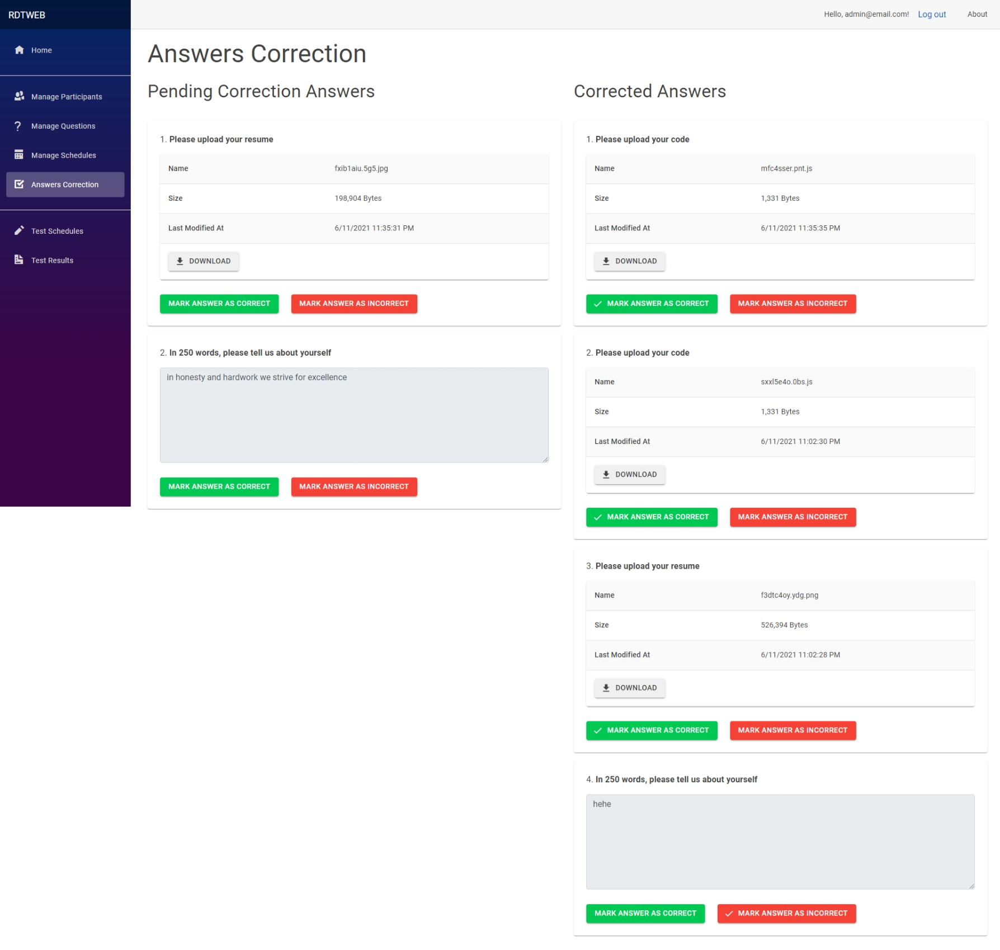 RDTWEB
Hello, admin@email.com! Log out About
Home
Manage Participants
Manage Questions
Manage Schedules
Answers Correction
Test Schedules
Test Results
Answers Correction
Pending Correction Answers
1. Please upload your resume
Name fxib1aiu.5g5.jpg
Size 198,904 Bytes
Last Modified At 6/11/2021 11:35:31 PM
DOWNLOAD
MARK ANSWER AS CORRECT MARK ANSWER AS INCORRECT
2. In 250 words, please tell us about yourself
in honesty and hardwork we strive for excellence
MARK ANSWER AS CORRECT MARK ANSWER AS INCORRECT
Corrected Answers
1. Please upload your code
Name mfc4sser.pnt.js
Size 1,331 Bytes
Last Modified At 6/11/2021 11:35:35 PM
DOWNLOAD
MARK ANSWER AS CORRECT MARK ANSWER AS INCORRECT
2. Please upload your code
Name sxxl5e4o.0bs.js
Size 1,331 Bytes
Last Modified At 6/11/2021 11:02:30 PM
DOWNLOAD
MARK ANSWER AS CORRECT MARK ANSWER AS INCORRECT
3. Please upload your resume
Name f3dtc4oy.ydg.png
Size 526,394 Bytes
Last Modified At 6/11/2021 11:02:28 PM
DOWNLOAD
MARK ANSWER AS CORRECT MARK ANSWER AS INCORRECT
4. In 250 words, please tell us about yourself
hehe
MARK ANSWER AS CORRECT MARK ANSWER AS INCORRECT